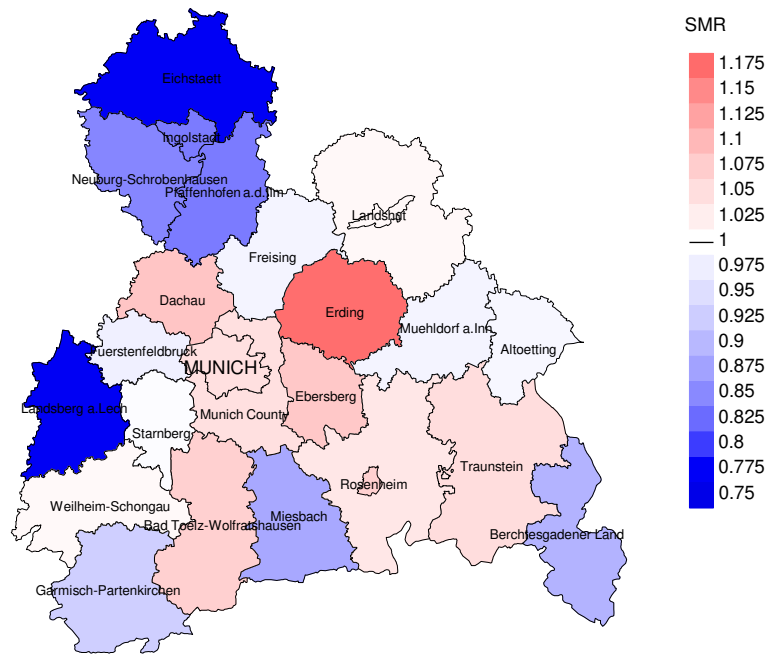 SMR
1.175
1.15
1.125
1.1
1.075
1.05
1.025
1
0.975
0.95
0.925
0.9
0.875
0.85
0.825
0.8
0.775
0.75
Eichstaett
Ingolstadt
Neuburg-Schrobenhausen
Pfaffenhofen a.d.Ilm
Landshut
Freising
Dachau
Erding
Muehldorf a.Inn
Altoetting
Fuerstenfeldbruck
MUNICH
Ebersberg
Landsberg a.Lech
Munich County
Starnberg
Traunstein
Rosenheim
Weilheim-Schongau
Miesbach
Bad Toelz-Wolfratshausen
Berchtesgadener Land
Garmisch-Partenkirchen